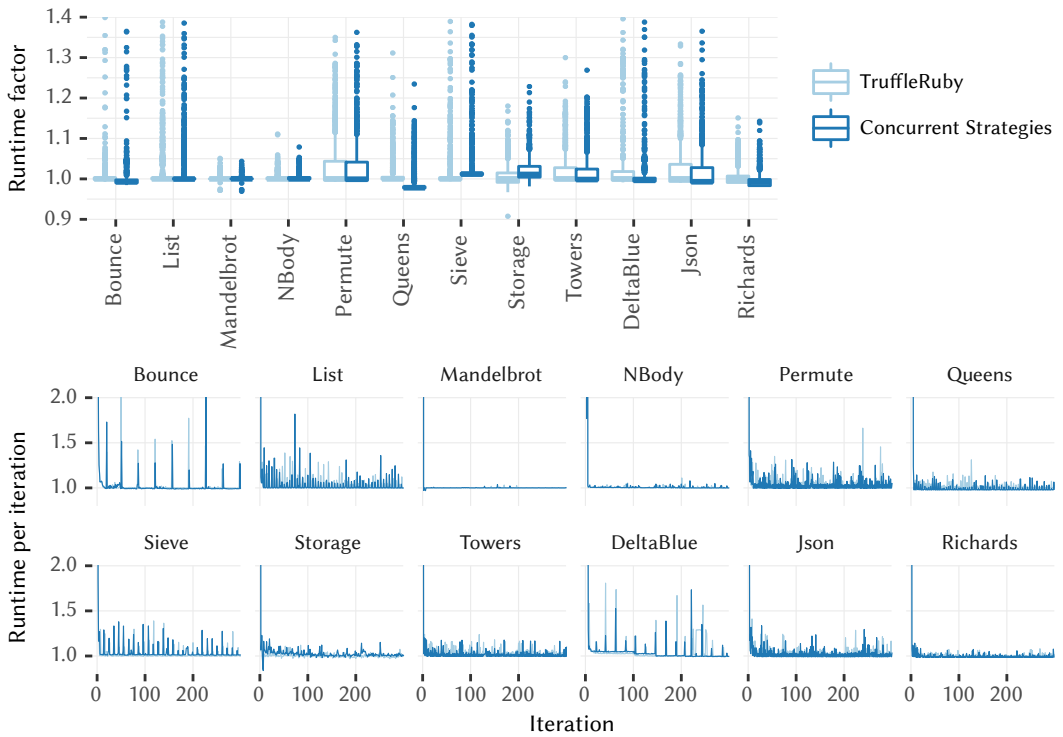 Runtime factor
1.4
1.3
1.2
1.1
1.0
0.9
Bounce
List
Mandelbrot
NBody
Permute
Queens
Sieve
Storage
Towers
DeltaBlue
Json
Richards
TruffleRuby
Concurrent Strategies
Runtime per iteration
Bounce List Mandelbrot NBody Permute Queens
2.0
1.5
1.0
Sieve Storage Towers DeltaBlue Json Richards
2.0
1.5
1.0
0 100 200 0 100 200 0 100 200 0 100 200 0 100 200 0 100 200
Iteration